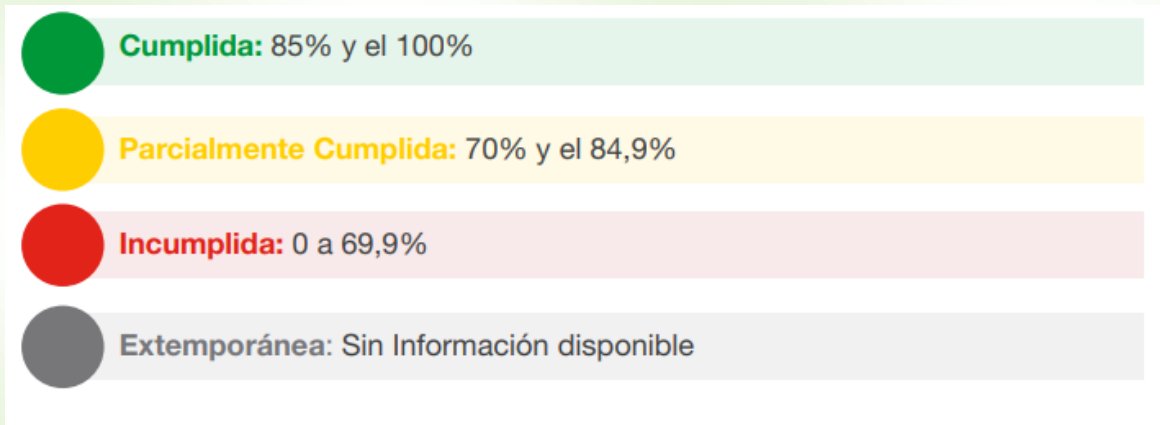 Cumplida: 85% y el 100%
Parcialmente Cumplida: 70% y el 84,9%
Incumplida: 0 a 69,9%
Extemporánea: Sin Información disponible